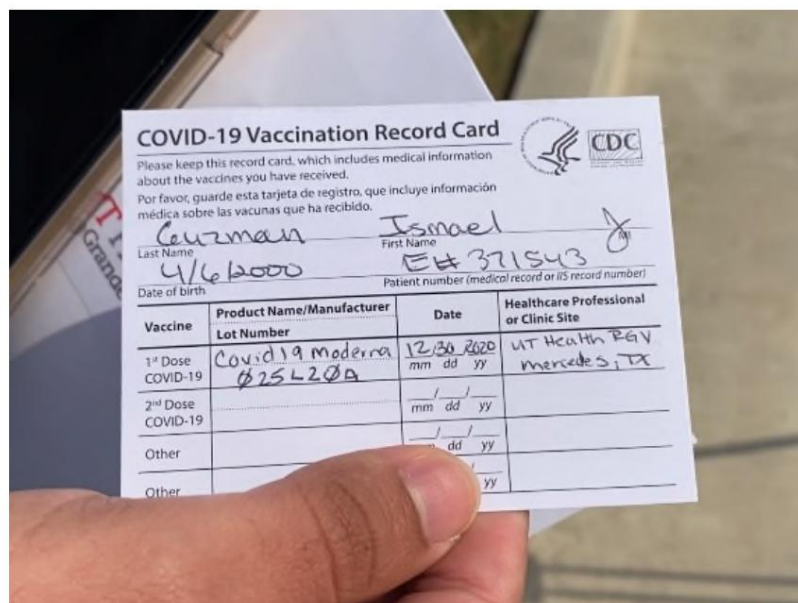 COVID-19 Vaccination Record Card
CDC
Please keep this record card, which includes medical information
about the vaccines you have received.
Por favor, guarde esta tarjeta de registro, que incluye información
médica sobre las vacunas que ha recibido.
Guzman Ismael J
Last Name First Name MI
4/6/2000 EH# 371543
Date of birth Patient number (medical record or IIS record number)
Vaccine Product Name/Manufacturer Date Healthcare Professional
Lot Number or Clinic Site
1st Dose Covid19 moderna 12/30/2020 UT Health RGV
COVID-19 Ø25L2ØA mm dd yy mercedes, TX
2nd Dose / /
COVID-19 mm dd yy
Other / /
dd yy
Other /
yy
Grande